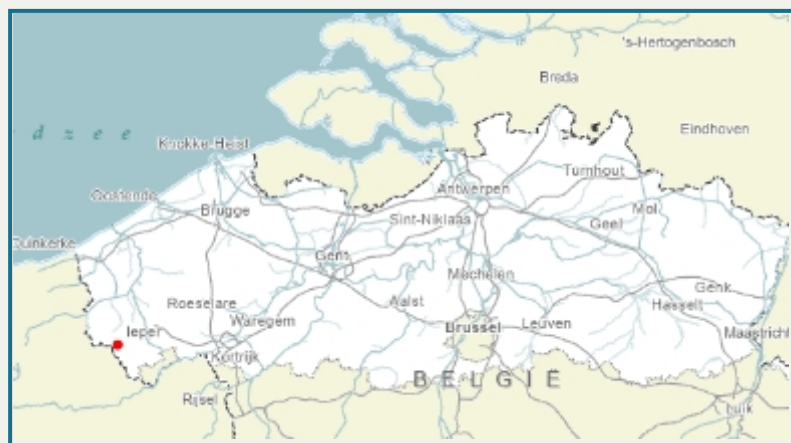 's-Hertogenbosch
Breda
Eindhoven
d z e e
Knokke-Heist
Turnhout
Antwerpen
Oostende
Mol
Brugge
Sint-Niklaas
Geel
Duinkerke
Gent
Mechelen
Genk
Roeselare
Aalst
Hasselt
Waregem
Ieper
Brussel
Leuven
Maastricht
Kortrijk
BELGIË
Rijsel
Luik